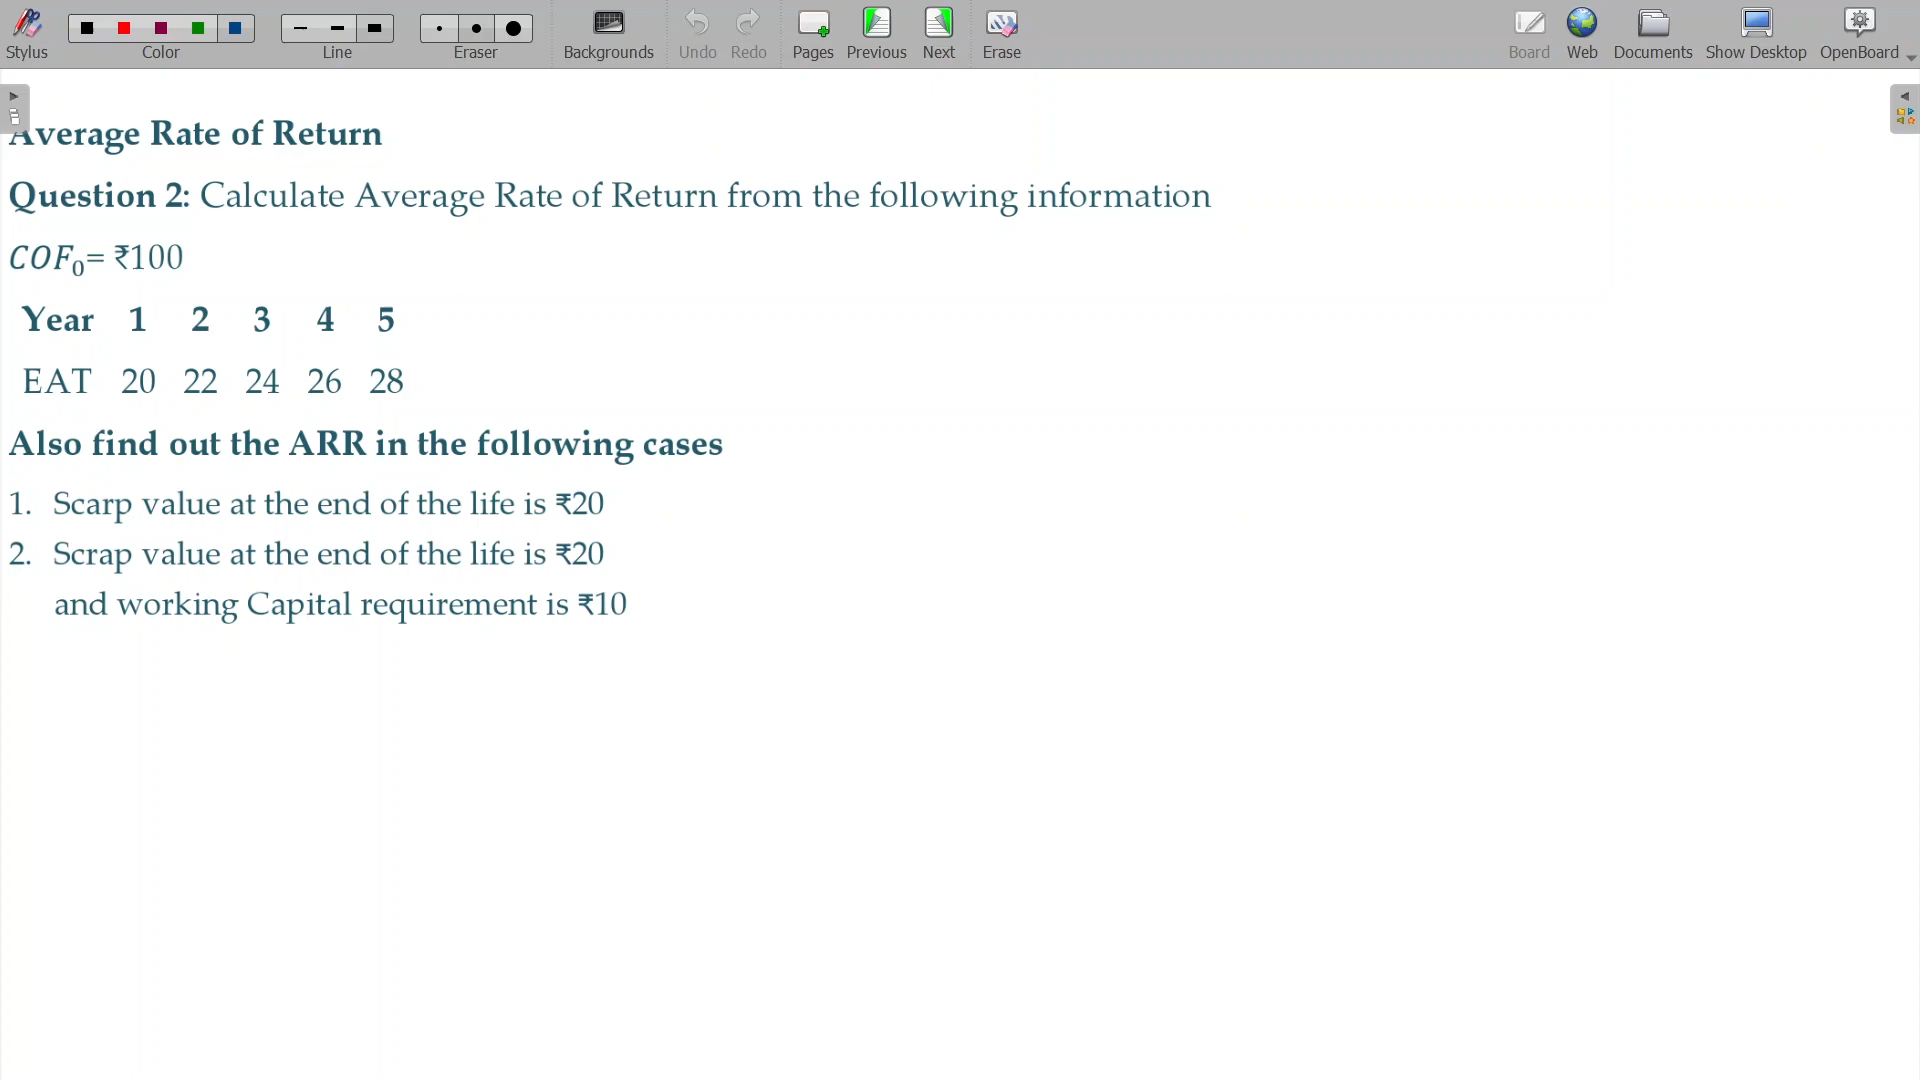 Stylus Color Line Eraser Backgrounds Undo Redo Pages Previous Next Erase Board Web Documents Show Desktop OpenBoard
Average Rate of Return
Question 2: Calculate Average Rate of Return from the following information
COF₀= ₹100
Year 1 2 3 4 5
EAT 20 22 24 26 28
Also find out the ARR in the following cases
1. Scarp value at the end of the life is ₹20
2. Scrap value at the end of the life is ₹20
and working Capital requirement is ₹10